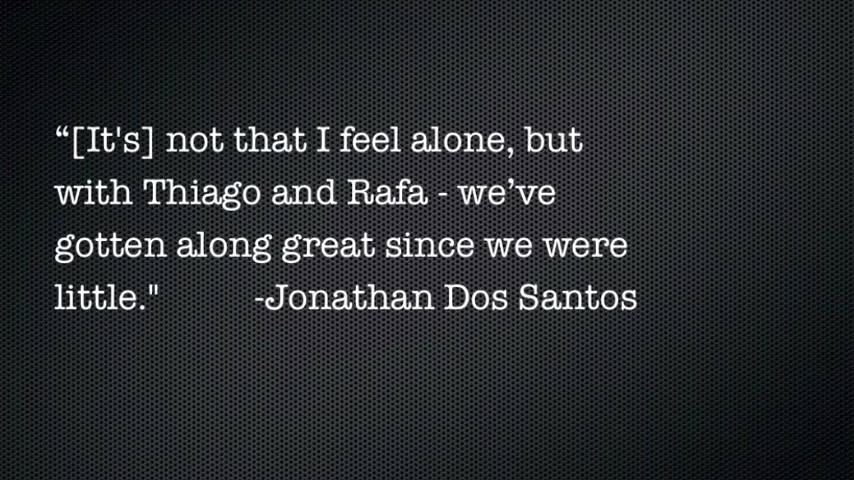 “[It's] not that I feel alone, but
with Thiago and Rafa - we’ve
gotten along great since we were
little." -Jonathan Dos Santos